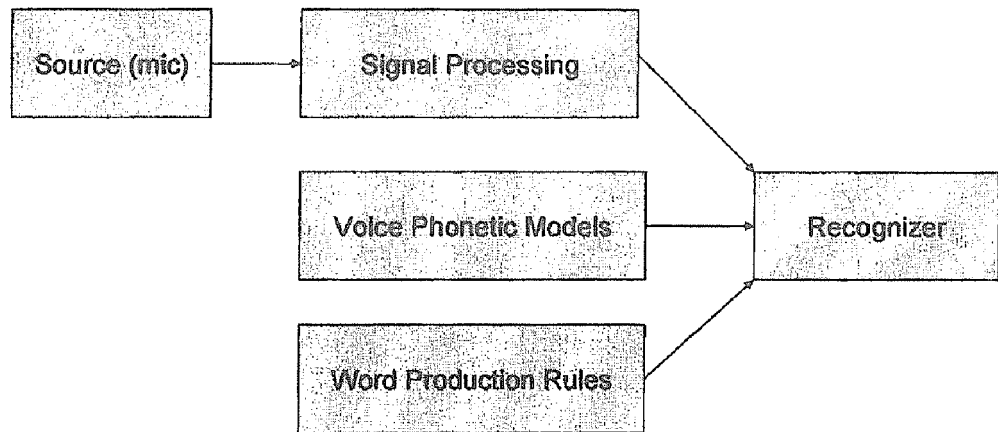 Source (mic)
Signal Processing
Voice Phonetic Models
Recognizer
Word Production Rules